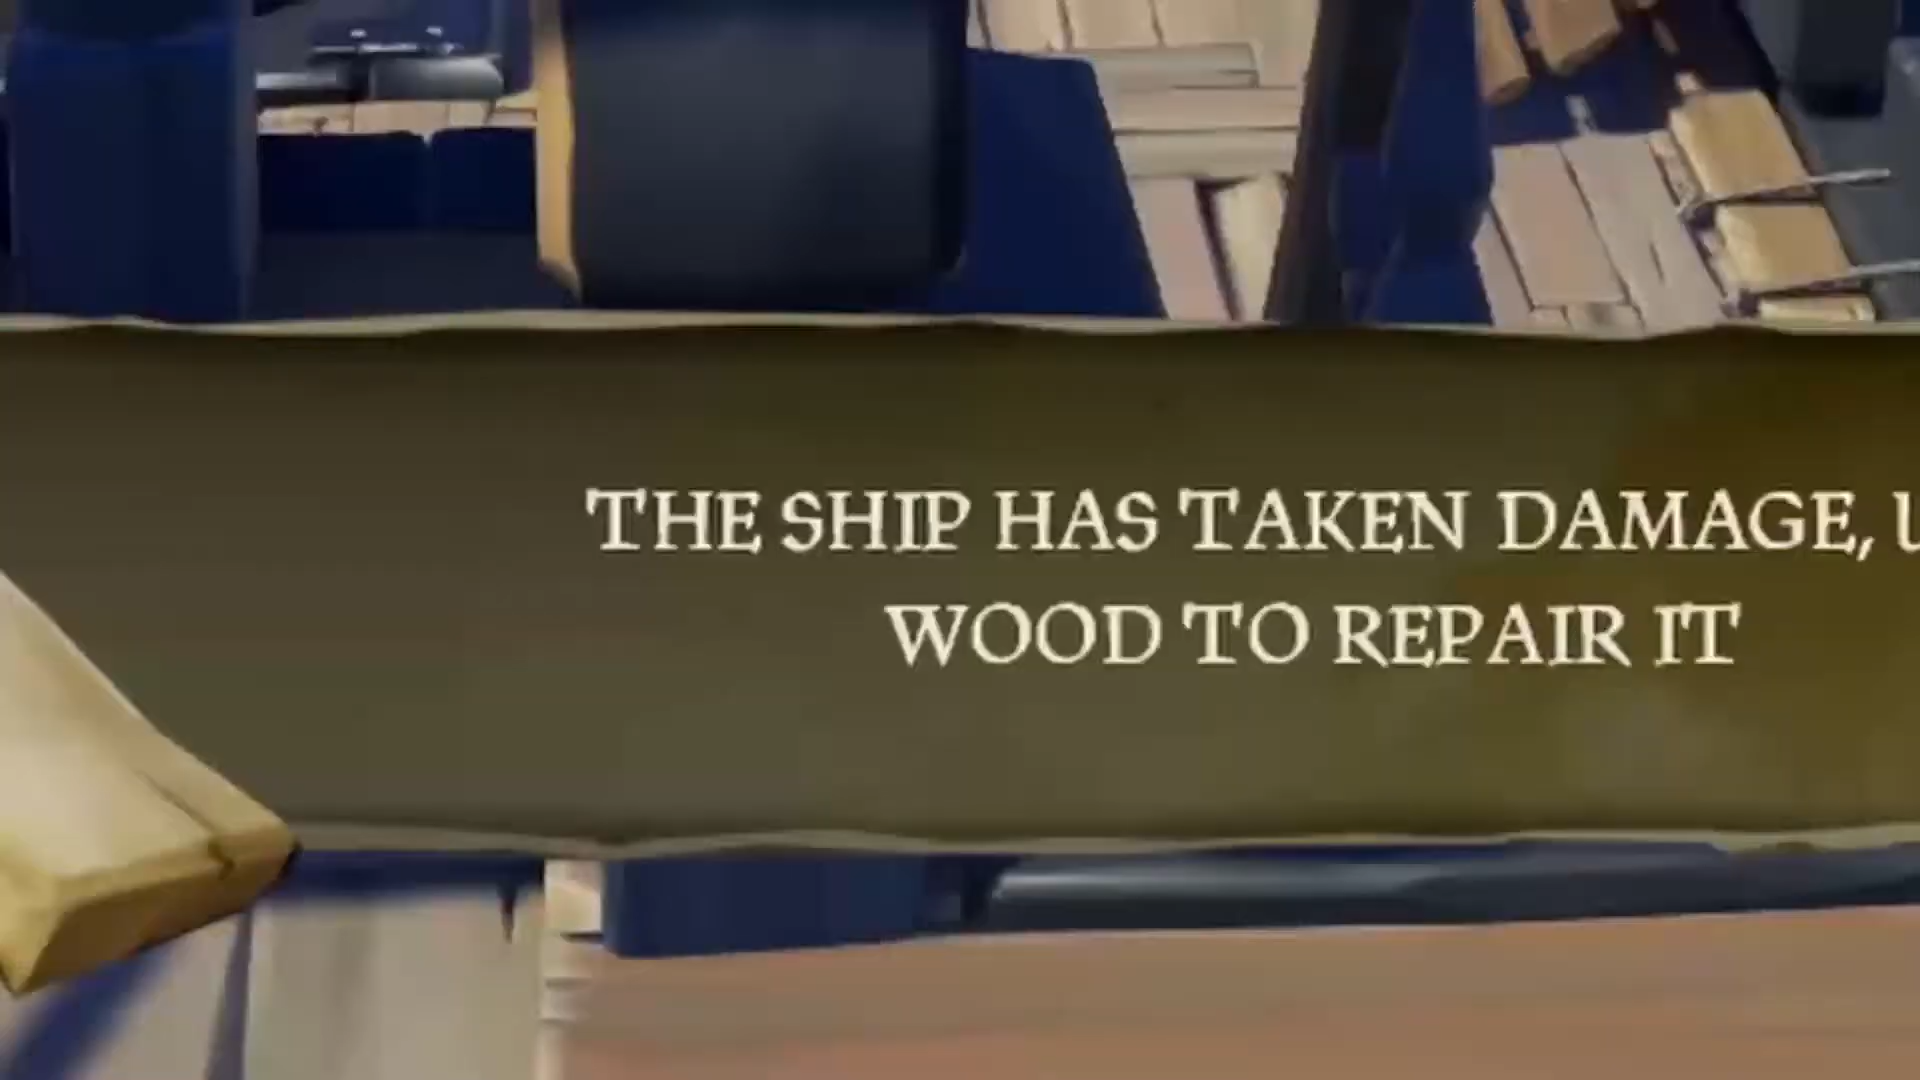 THE SHIP HAS TAKEN DAMAGE,
WOOD TO REPAIR IT